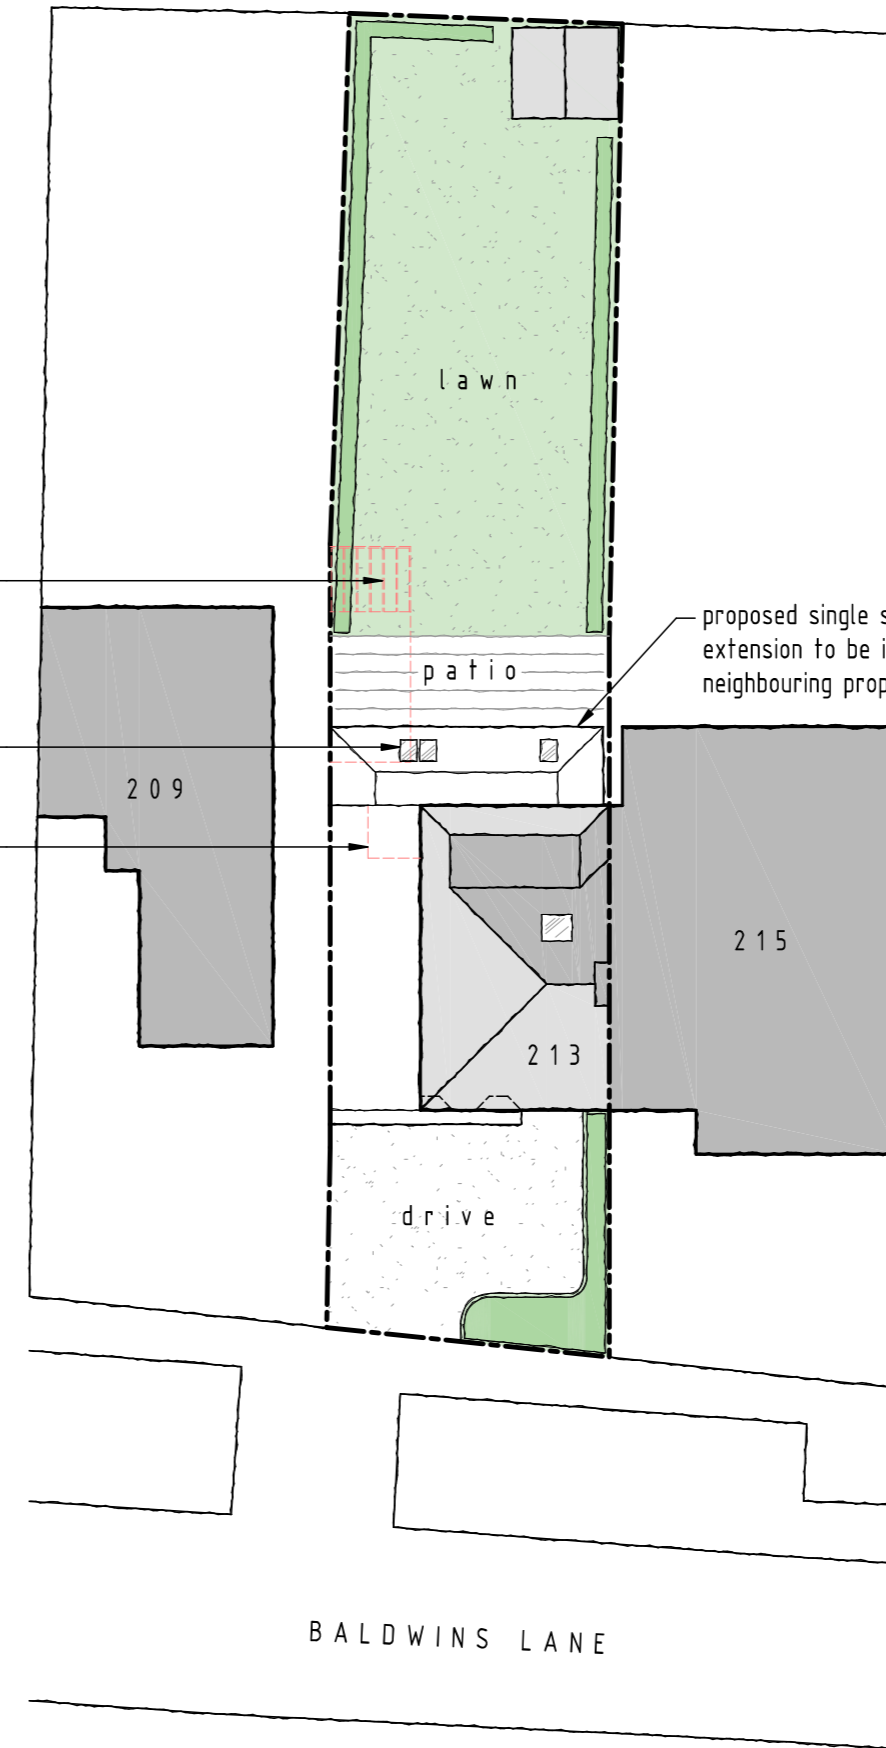 lawn
proposed single s
extension to be i
neighbouring prop
patio
209
215
213
drive
BALDWINS LANE